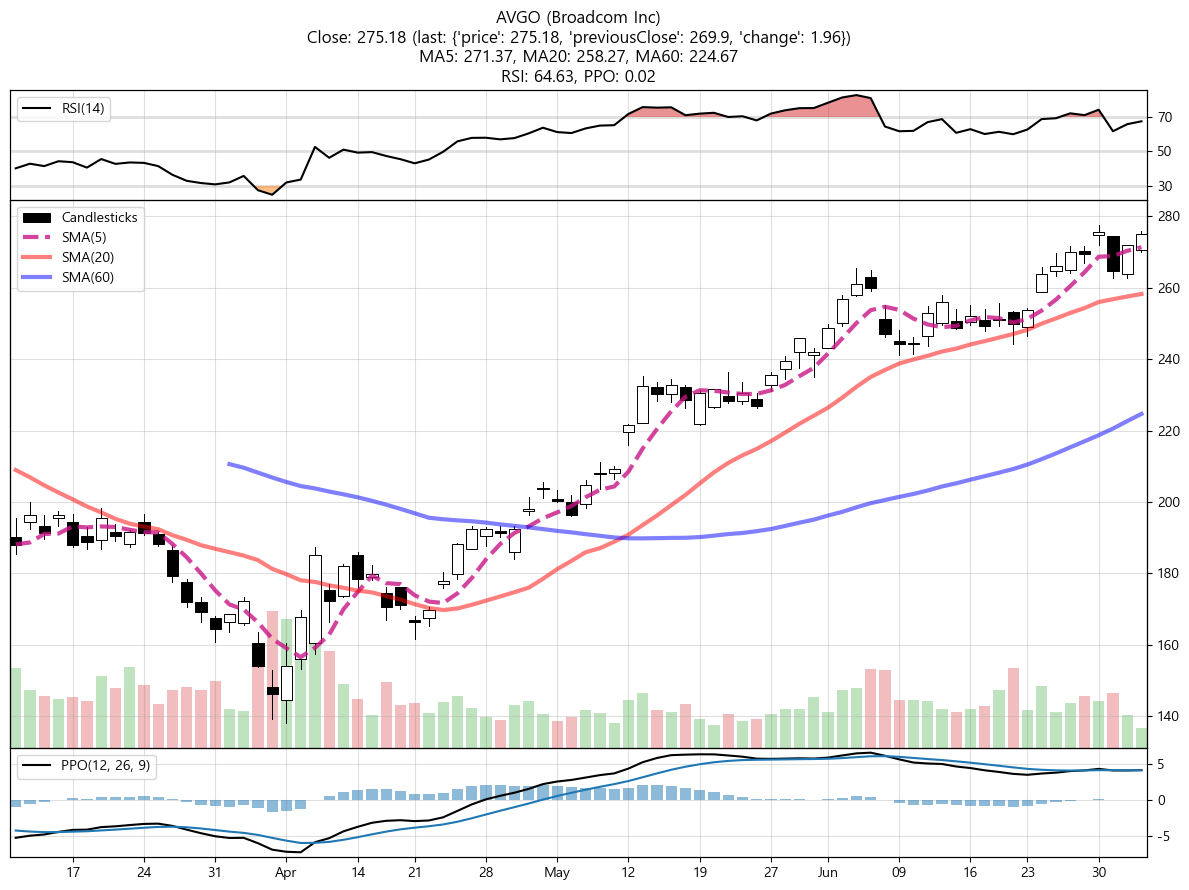 AVGO (Broadcom Inc)
Close: 275.18 (last: {'price': 275.18, 'previousClose': 269.9, 'change': 1.96})
MA5: 271.37, MA20: 258.27, MA60: 224.67
RSI: 64.63, PPO: 0.02
RSI(14)
70
50
30
Candlesticks
SMA(5)
SMA(20)
SMA(60)
280
260
240
220
200
180
160
140
PPO(12, 26, 9)
5
0
-5
17 24 31 Apr 14 21 28 May 12 19 27 Jun 09 16 23 30